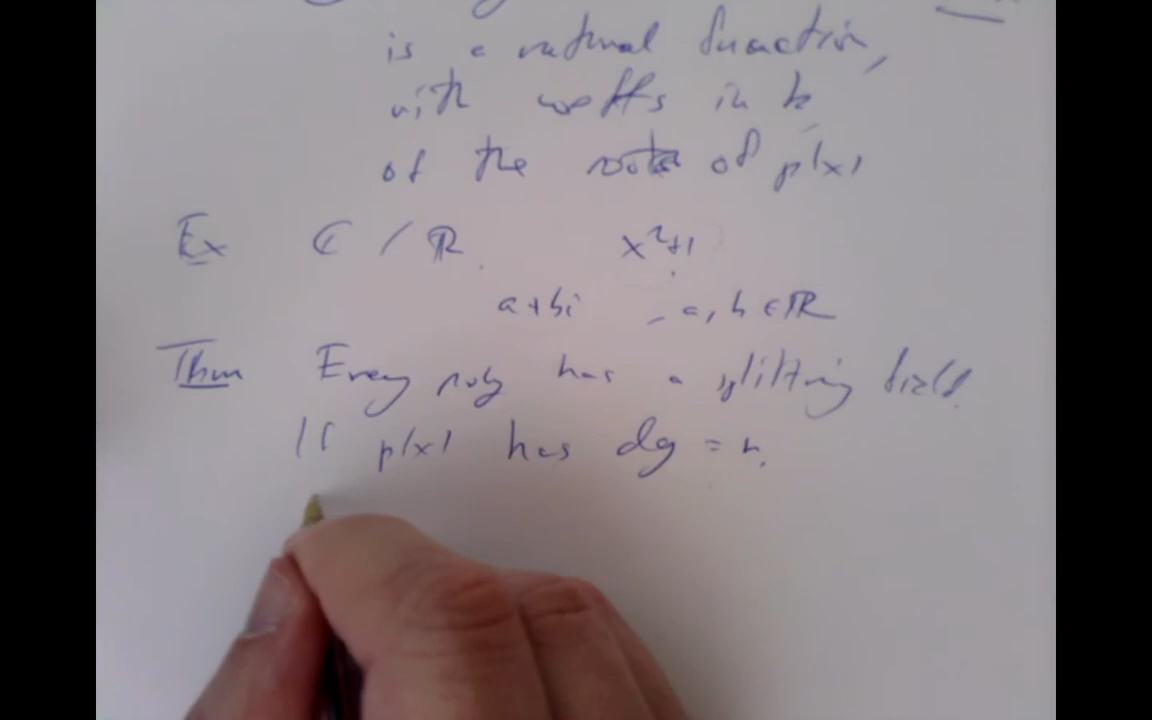 is a rational function,
with coeffs in k
of the roots of p(x)
Ex ℂ / ℝ. x²+1
a+bi , a, b ∈ ℝ
Thm Every poly has a splitting field.
If p(x) has dg = n.